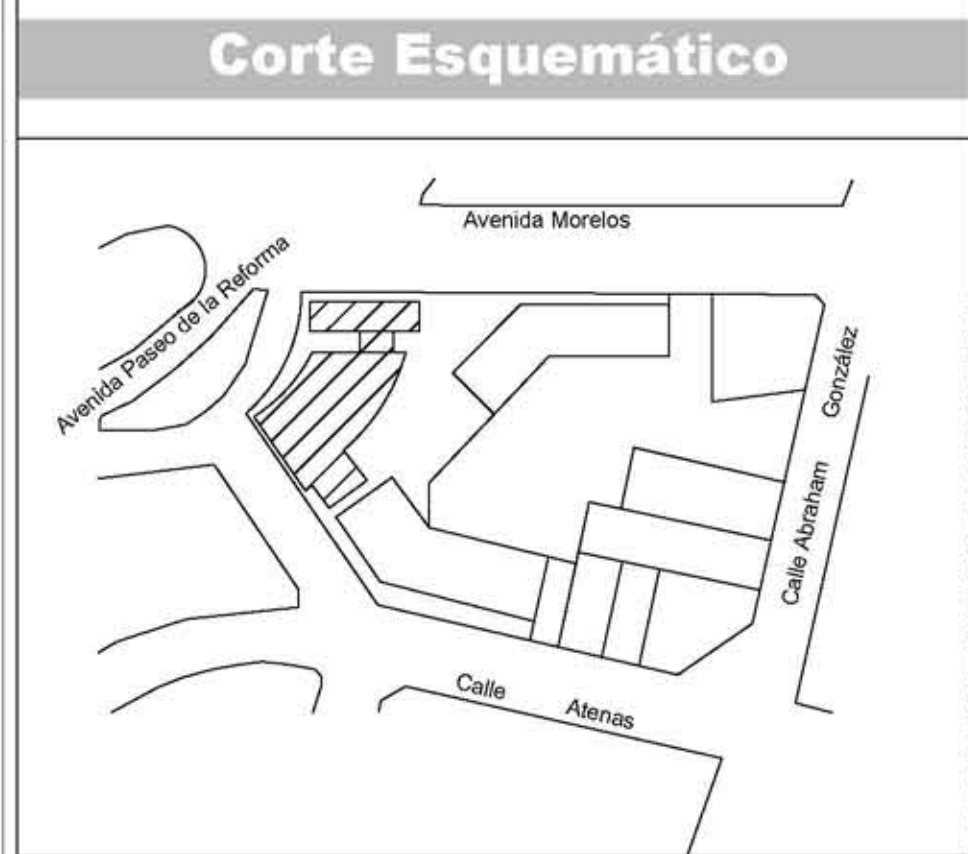 Corte Esquemático
Avenida Morelos
Avenida Paseo de la Reforma
Calle Abraham González
Calle Atenas